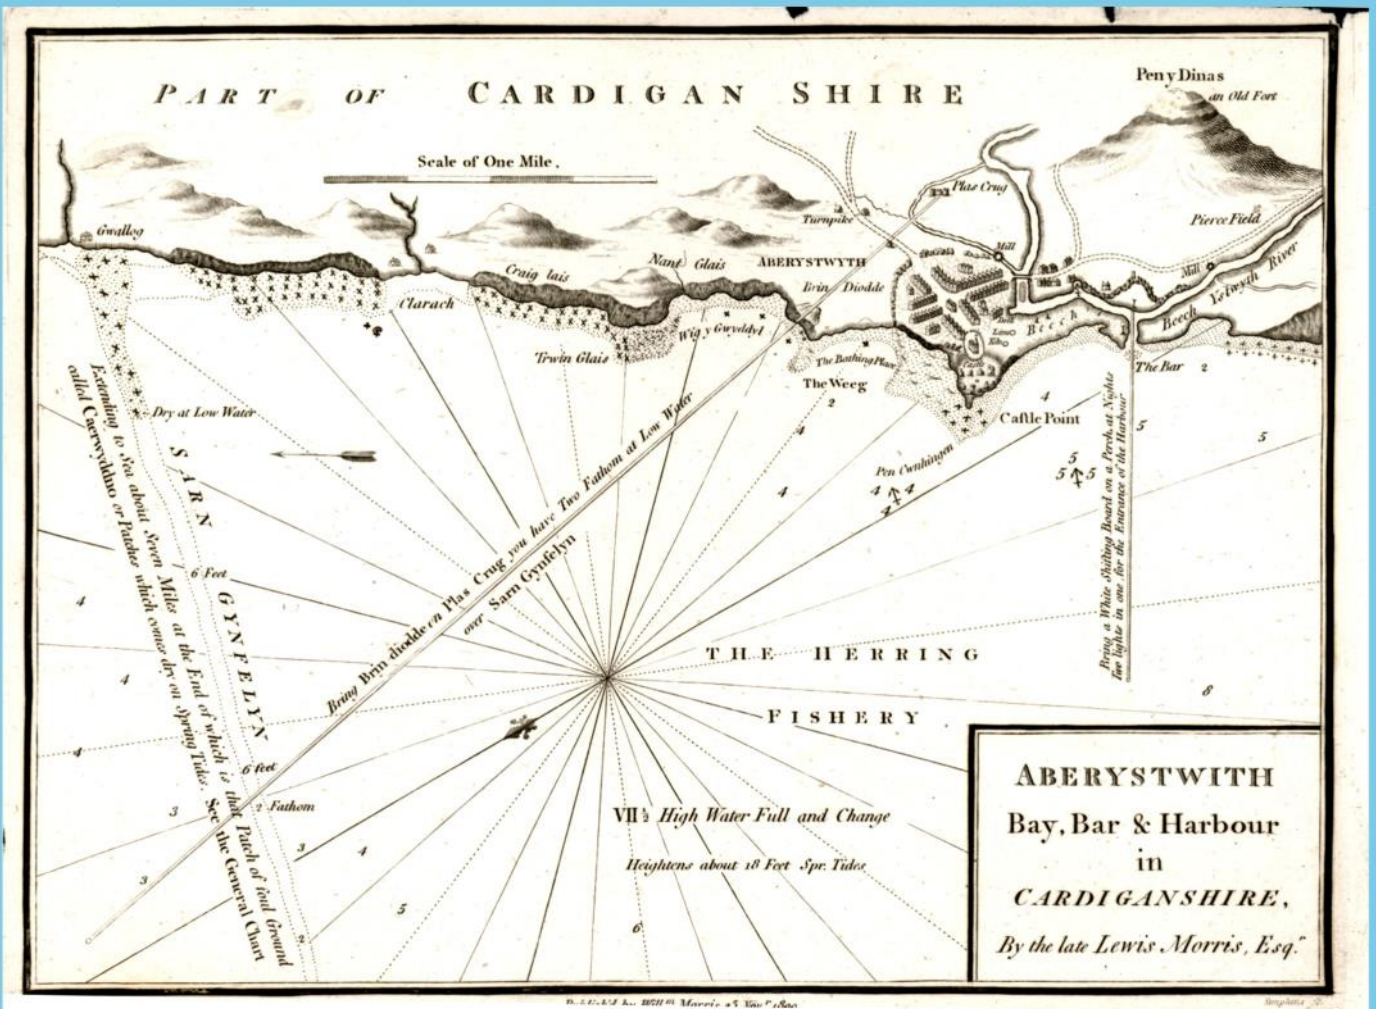 PART OF CARDIGAN SHIRE
Pen y Dinas
an Old Fort
Scale of One Mile.
Plas Crug
Turnpike
Pierce Field
Gwallog
Mill
Craig lais
Nant Glais
ABERYSTWYTH
Mill
Ystwyth River
Clarach
Brin Diodde
Lime
Kiln
Beech
Beech
Wig y Gwyddyl
Trwin Glais
The Bathing Place
Castle
The Bar
2
The Weeg
2
Dry at Low Water
Castle Point
4
4
5
5
Pen Cwnhingen
4
4 4
4
5
5 5
SARN GYNFELYN
Extending to Sea about Seven Miles at the End of which is that Patch of foul Ground
called Caerwyddno or Patches which comes dry on Spring Tides. See the General Chart
Bring Brin diodde on Plas Crug you have Two Fathom at Low Water
over Sarn Gynfelyn
Bring a White Shifting Board on a Perch, at Nights
Two lights in one for the Entrance of the Harbour
6 Feet
4
4
4
THE HERRING
FISHERY
8
6 feet
2 Fathom
3
3
4
3
5
6
2
VII½ High Water Full and Change
Heightens about 18 Feet Spr. Tides
ABERYSTWITH
Bay, Bar & Harbour
in
CARDIGANSHIRE,
By the late Lewis Morris, Esqr.
Morris